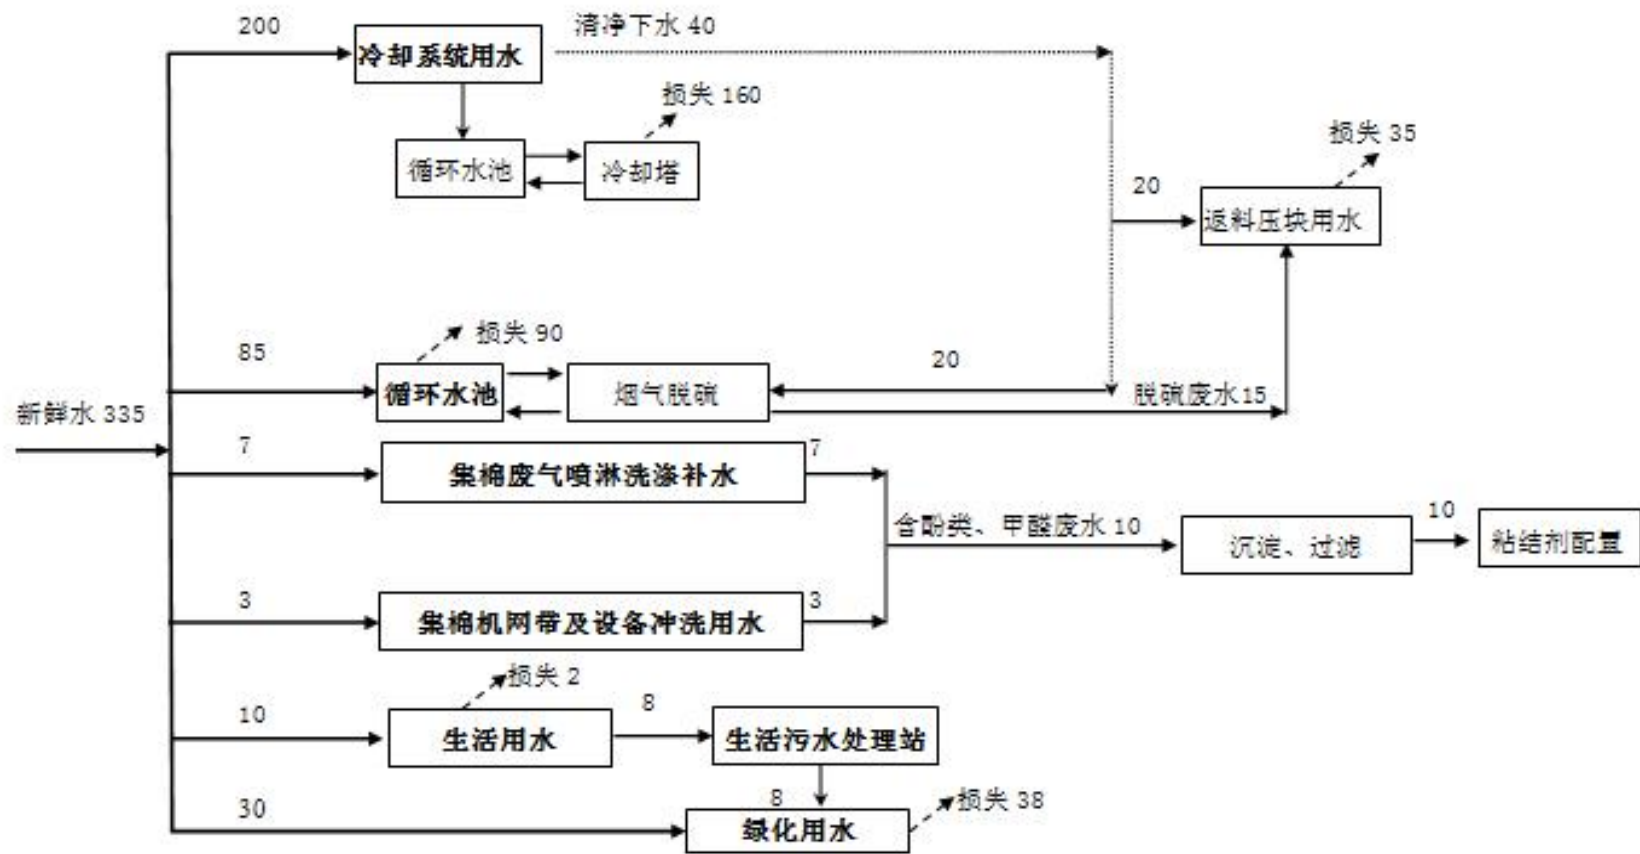 200
清净下水 40
冷却系统用水
损失 160
循环水池
冷却塔
损失 35
20
返料压块用水
85
损失 90
循环水池
烟气脱硫
20
脱硫废水 15
新鲜水 335
7
集棉废气喷淋洗涤补水
7
含酚类、甲醛废水 10
沉淀、过滤
10
粘结剂配置
3
集棉机网带及设备冲洗用水
3
损失 2
10
生活用水
8
生活污水处理站
8
30
绿化用水
损失 38